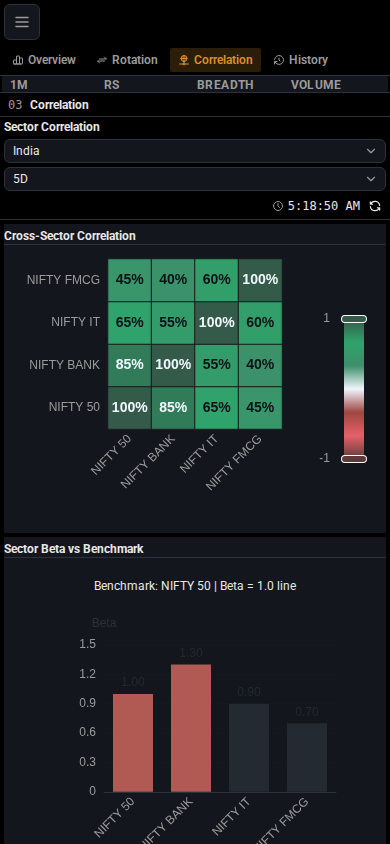 Overview Rotation Correlation History
1M RS BREADTH VOLUME
03 Correlation
Sector Correlation
India
5D
5:18:50 AM
Cross-Sector Correlation
NIFTY FMCG 45% 40% 60% 100%
NIFTY IT 65% 55% 100% 60%
NIFTY BANK 85% 100% 55% 40%
NIFTY 50 100% 85% 65% 45%
NIFTY 50 NIFTY BANK NIFTY IT NIFTY FMCG
1
-1
Sector Beta vs Benchmark
Benchmark: NIFTY 50 | Beta = 1.0 line
Beta
1.5
1.2
0.9
0.6
0.3
0
1.00 1.30 0.90 0.70
NIFTY 50 NIFTY BANK NIFTY IT NIFTY FMCG